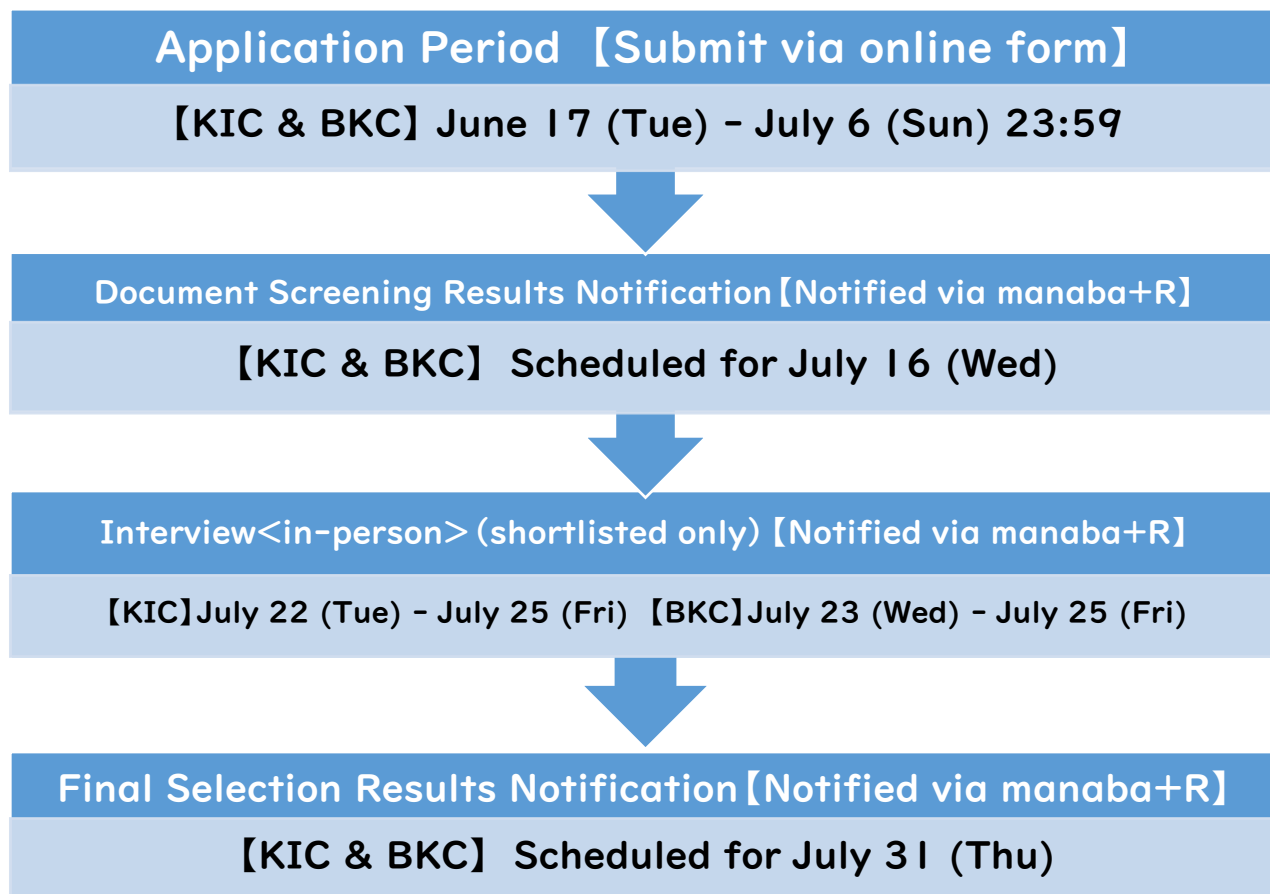 Application Period 【Submit via online form】
【KIC & BKC】 June 17 (Tue) – July 6 (Sun) 23:59
Document Screening Results Notification【Notified via manaba+R】
【KIC & BKC】 Scheduled for July 16 (Wed)
Interview<in-person>(shortlisted only)【Notified via manaba+R】
【KIC】July 22 (Tue) – July 25 (Fri) 【BKC】July 23 (Wed) – July 25 (Fri)
Final Selection Results Notification【Notified via manaba+R】
【KIC & BKC】 Scheduled for July 31 (Thu)